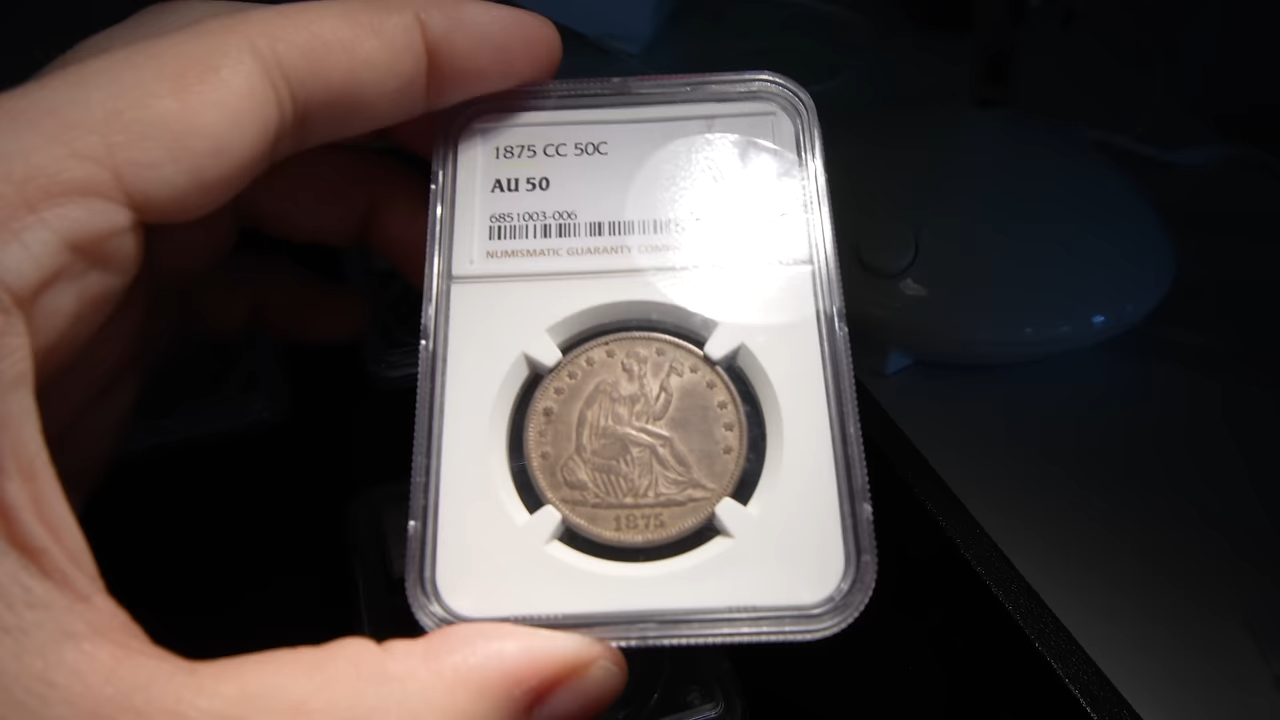 1875 CC 50C
AU 50
6851003-006
NUMISMATIC GUARANTY
1875